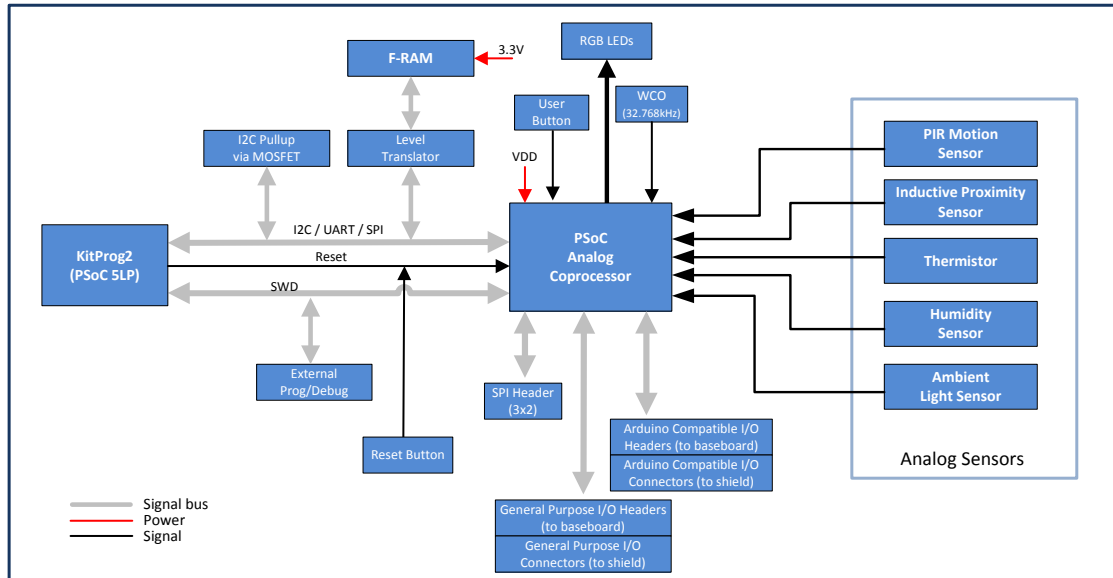 RGB LEDs
F-RAM
3.3V
User
Button
WCO
(32.768kHz)
I2C Pullup
via MOSFET
Level
Translator
VDD
PIR Motion
Sensor
Inductive Proximity
Sensor
Thermistor
Humidity
Sensor
Ambient
Light Sensor
Analog Sensors
KitProg2
(PSoC 5LP)
I2C / UART / SPI
Reset
SWD
PSoC
Analog
Coprocessor
External
Prog/Debug
SPI Header
(3x2)
Reset Button
Arduino Compatible I/O
Headers (to baseboard)
Arduino Compatible I/O
Connectors (to shield)
General Purpose I/O Headers
(to baseboard)
General Purpose I/O
Connectors (to shield)
Signal bus
Power
Signal